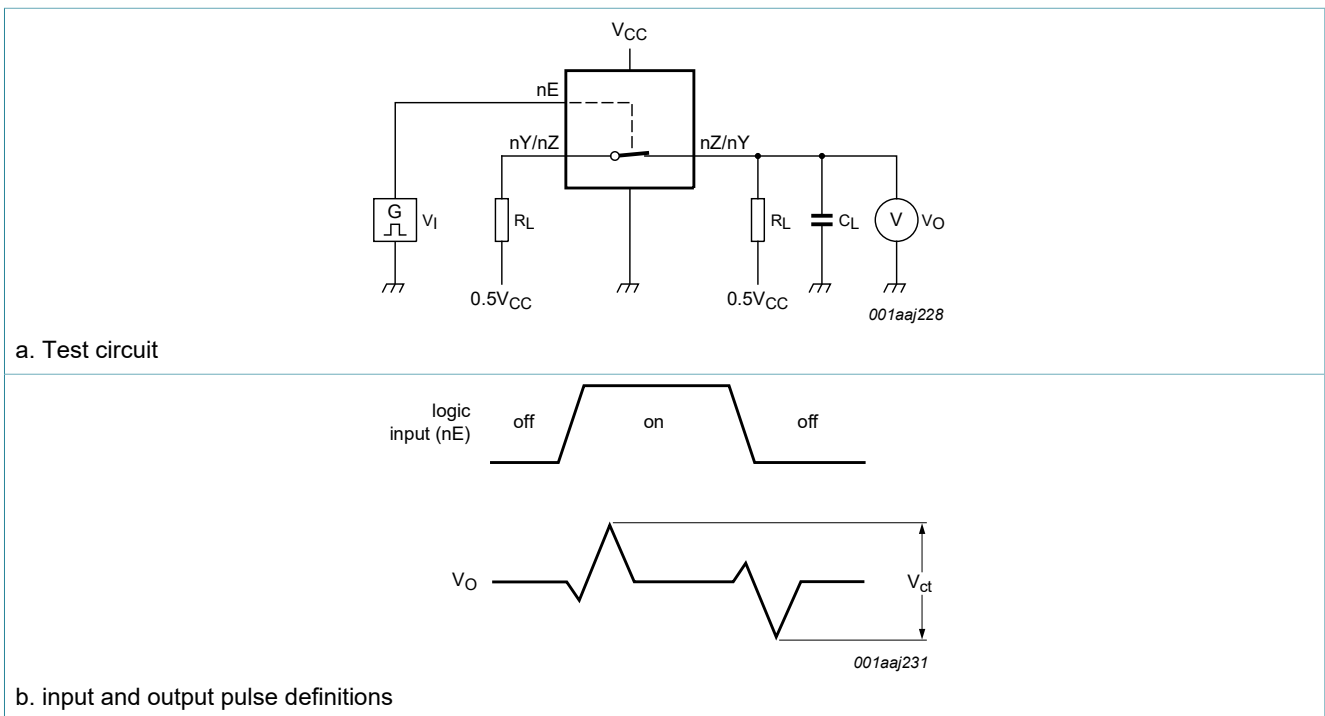 VCC
nE
nY/nZ
nZ/nY
G
VI
RL
RL
CL
V
VO
0.5VCC
0.5VCC
001aaj228
a. Test circuit
logic
input (nE)
off
on
off
VO
Vct
001aaj231
b. input and output pulse definitions